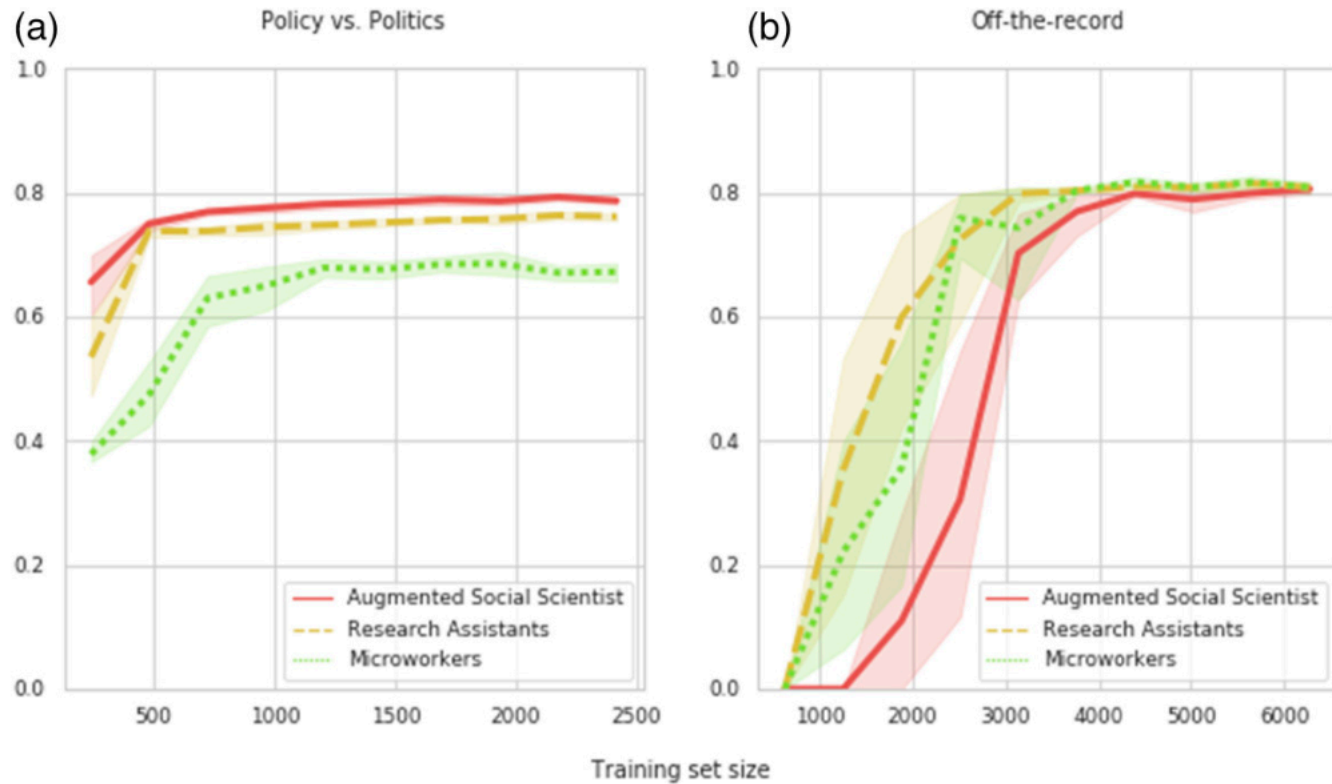 (a) Policy vs. Politics
1.0
0.8
0.6
0.4
0.2
0.0
500 1000 1500 2000 2500
Augmented Social Scientist
Research Assistants
Microworkers
(b) Off-the-record
1.0
0.8
0.6
0.4
0.2
0.0
1000 2000 3000 4000 5000 6000
Augmented Social Scientist
Research Assistants
Microworkers
Training set size